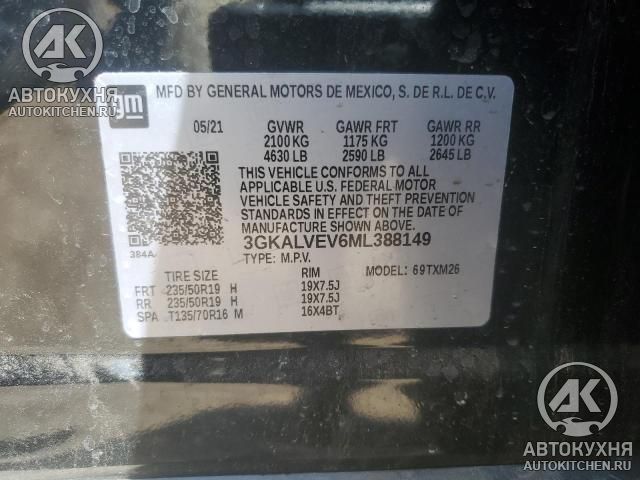 АВТОКУХНЯ
AUTOKITCHEN.RU
gm
MFD BY GENERAL MOTORS DE MEXICO, S. DE R.L. DE C.V.
05/21 GVWR GAWR FRT GAWR RR
2100 KG 1175 KG 1200 KG
4630 LB 2590 LB 2645 LB
THIS VEHICLE CONFORMS TO ALL
APPLICABLE U.S. FEDERAL MOTOR
VEHICLE SAFETY AND THEFT PREVENTION
STANDARDS IN EFFECT ON THE DATE OF
MANUFACTURE SHOWN ABOVE.
3GKALVEV6ML388149
384A
TYPE: M.P.V. MODEL: 69TXM26
TIRE SIZE RIM
FRT 235/50R19 H 19X7.5J
RR 235/50R19 H 19X7.5J
SPA T135/70R16 M 16X4BT
АК
АВТОКУХНЯ
AUTOKITCHEN.RU